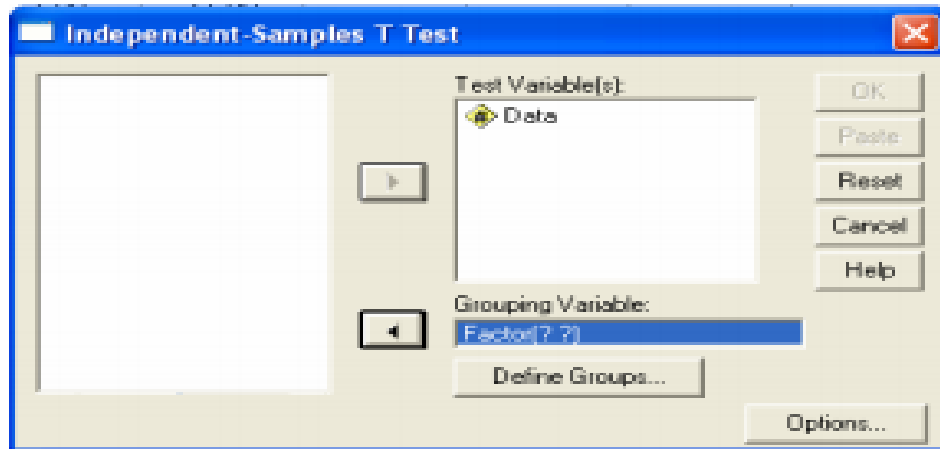 Independent-Samples T Test
Test Variable(s):
Data
OK
Paste
Reset
Cancel
Help
Grouping Variable:
Factor(? ?)
Define Groups...
Options...